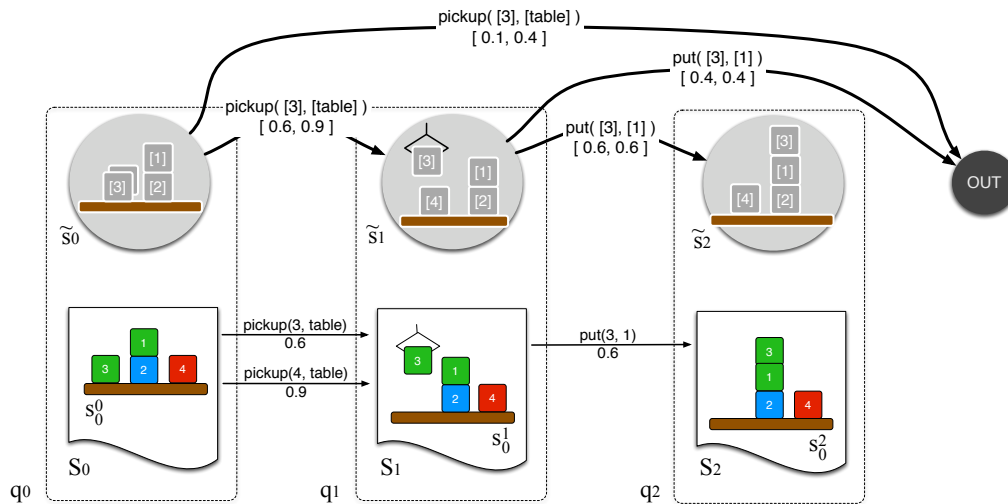 pickup( [3], [table] )
[ 0.1, 0.4 ]
put( [3], [1] )
[ 0.4, 0.4 ]
pickup( [3], [table] )
[ 0.6, 0.9 ]
put( [3], [1] )
[ 0.6, 0.6 ]
[1]
[3] [2]
[3]
[1]
[4] [2]
[3]
[1]
[4] [2]
OUT
s̃0
s̃1
s̃2
pickup(3, table)
0.6
pickup(4, table)
0.9
put(3, 1)
0.6
1
3 2 4
3
1
2 4
3
1
2 4
s₀⁰
s₀¹
s₀²
S0
S1
S2
q0
q1
q2